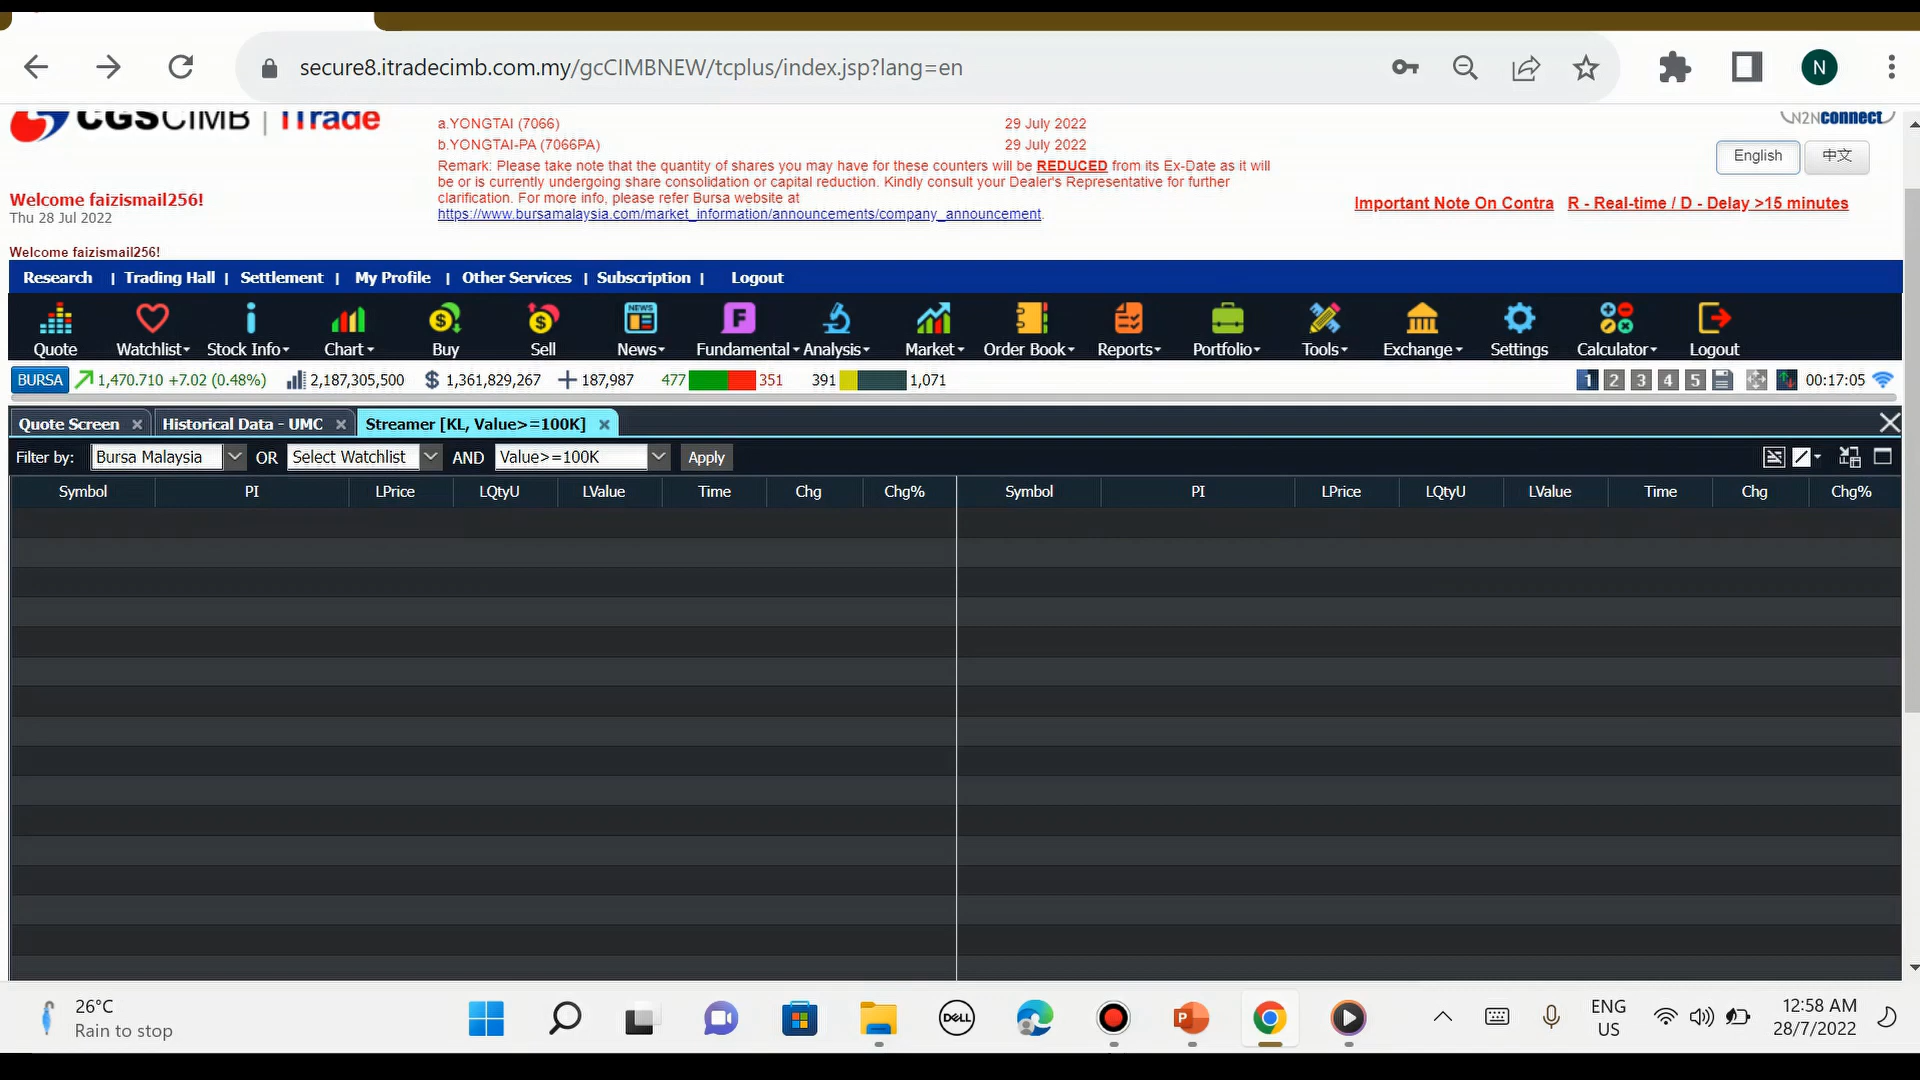 secure8.itradecimb.com.my/gcCIMBNEW/tcplus/index.jsp?lang=en
N
CGS CIMB | iTrade
a.YONGTAI (7066) 29 July 2022
b.YONGTAI-PA (7066PA) 29 July 2022
Remark: Please take note that the quantity of shares you may have for these counters will be REDUCED from its Ex-Date as it will
be or is currently undergoing share consolidation or capital reduction. Kindly consult your Dealer's Representative for further
clarification. For more info, please refer Bursa website at
https://www.bursamalaysia.com/market_information/announcements/company_announcement.
N2Nconnect
English 中文
Important Note On Contra R - Real-time / D - Delay >15 minutes
Welcome faizismail256!
Thu 28 Jul 2022
Welcome faizismail256!
Research | Trading Hall | Settlement | My Profile | Other Services | Subscription | Logout
NEWS F
Quote Watchlist Stock Info Chart Buy Sell News Fundamental Analysis Market Order Book Reports Portfolio Tools Exchange Settings Calculator Logout
BURSA 1,470.710 +7.02 (0.48%) 2,187,305,500 $ 1,361,829,267 187,987 477 351 391 1,071 1 2 3 4 5 00:17:05
Quote Screen × Historical Data - UMC × Streamer [KL, Value>=100K] ×
Filter by: Bursa Malaysia OR Select Watchlist AND Value>=100K Apply
Symbol PI LPrice LQtyU LValue Time Chg Chg% Symbol PI LPrice LQtyU LValue Time Chg Chg%
26°C
Rain to stop
DELL
P
ENG
US
12:58 AM
28/7/2022